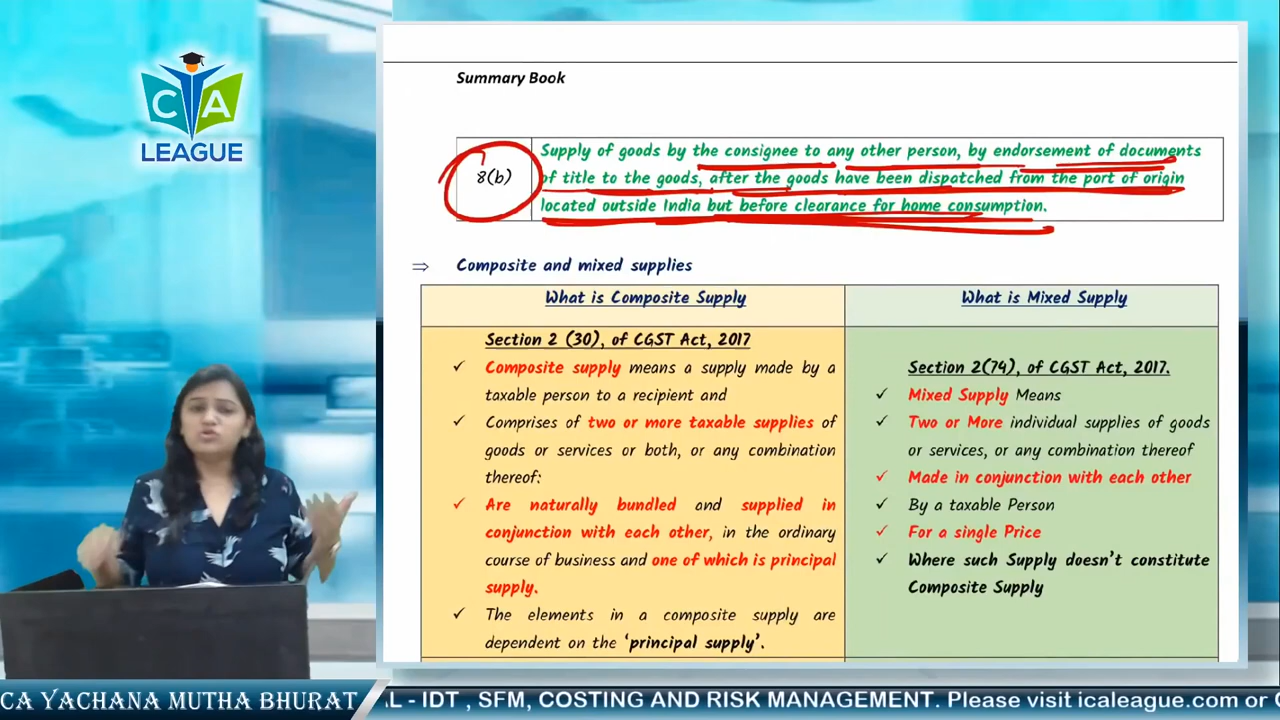 C A
LEAGUE
Summary Book
8(b)
Supply of goods by the consignee to any other person, by endorsement of documents
of title to the goods, after the goods have been dispatched from the port of origin
located outside India but before clearance for home consumption.
⇒ Composite and mixed supplies
What is Composite Supply
Section 2 (30), of CGST Act, 2017
✓ Composite supply means a supply made by a
taxable person to a recipient and
✓ Comprises of two or more taxable supplies of
goods or services or both, or any combination
thereof:
✓ Are naturally bundled and supplied in
conjunction with each other, in the ordinary
course of business and one of which is principal
supply.
✓ The elements in a composite supply are
dependent on the ‘principal supply’.
What is Mixed Supply
Section 2(74), of CGST Act, 2017.
✓ Mixed Supply Means
✓ Two or More individual supplies of goods
or services, or any combination thereof
✓ Made in conjunction with each other
✓ By a taxable Person
✓ For a single Price
✓ Where such Supply doesn’t constitute
Composite Supply
CA YACHANA MUTHA BHURAT
AL - IDT , SFM, COSTING AND RISK MANAGEMENT. Please visit icaleague.com or